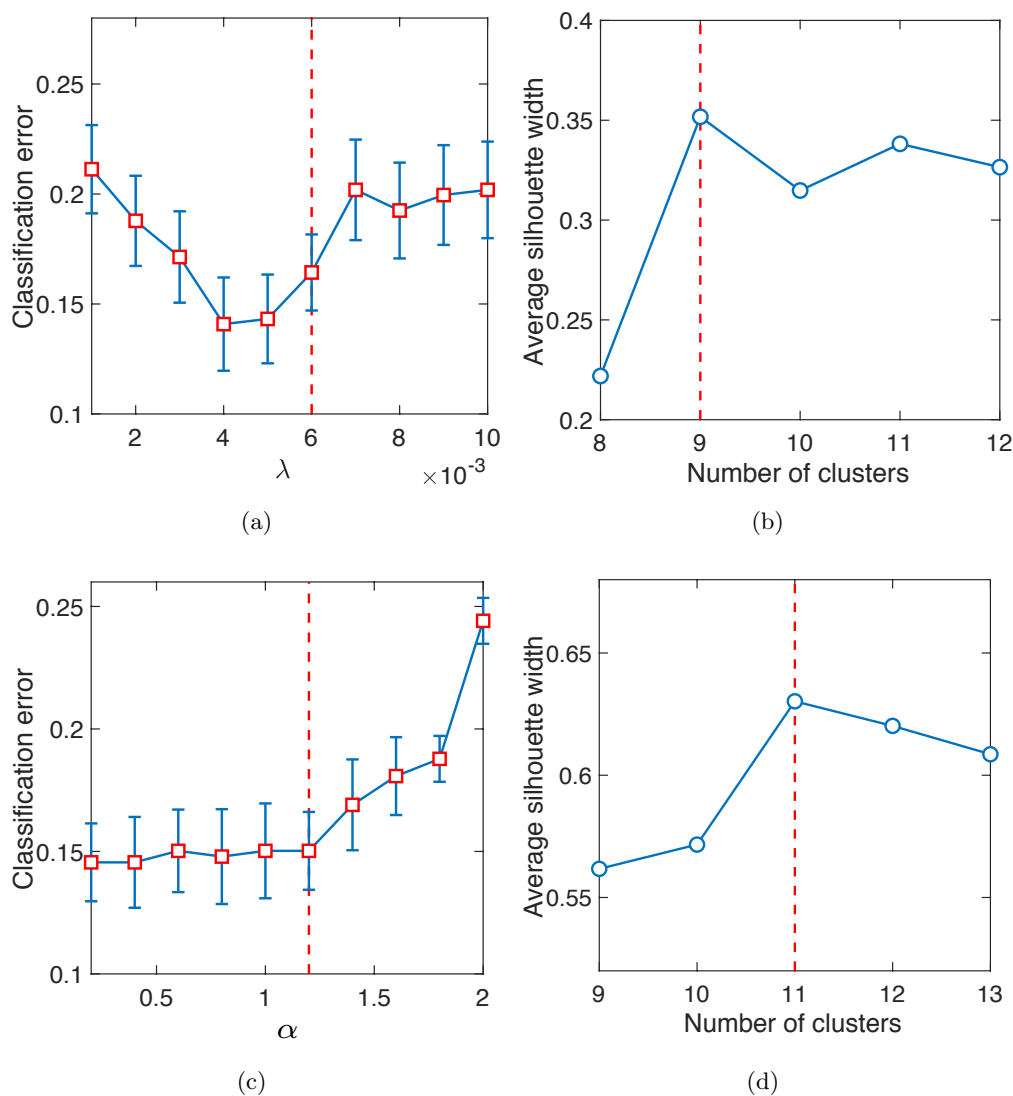 0.25
0.2
0.15
0.1
Classification error
2 4 6 8 10
λ
×10⁻³
(a)
0.4
0.35
0.3
0.25
0.2
Average silhouette width
8 9 10 11 12
Number of clusters
(b)
0.25
0.2
0.15
0.1
Classification error
0.5 1 1.5 2
α
(c)
0.65
0.6
0.55
Average silhouette width
9 10 11 12 13
Number of clusters
(d)